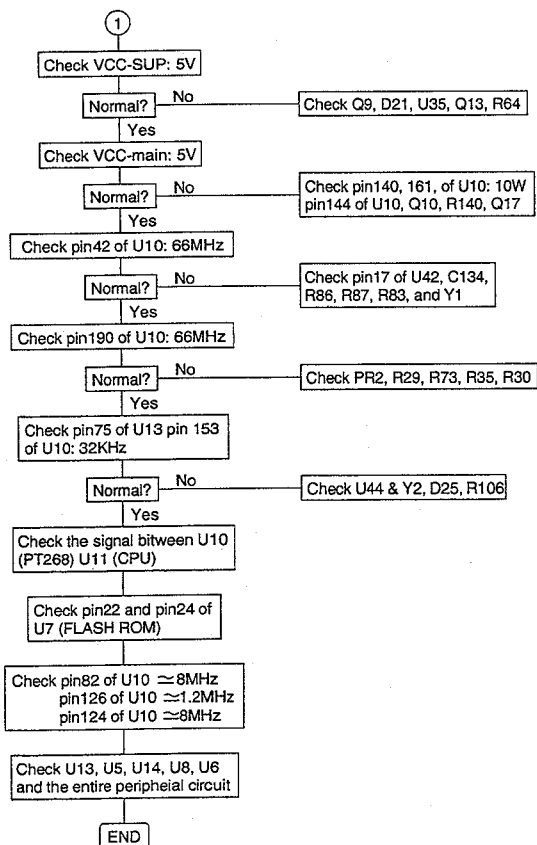 1
Check VCC-SUP: 5V
Normal?
No
Check Q9, D21, U35, Q13, R64
Yes
Check VCC-main: 5V
Normal?
No
Check pin140, 161, of U10: 10W
pin144 of U10, Q10, R140, Q17
Yes
Check pin42 of U10: 66MHz
Normal?
No
Check pin17 of U42, C134,
R86, R87, R83, and Y1
Yes
Check pin190 of U10: 66MHz
Normal?
No
Check PR2, R29, R73, R35, R30
Yes
Check pin75 of U13 pin 153
of U10: 32KHz
Normal?
No
Check U44 & Y2, D25, R106
Yes
Check the signal bitween U10
(PT268) U11 (CPU)
Check pin22 and pin24 of
U7 (FLASH ROM)
Check pin82 of U10 ≃8MHz
pin126 of U10 ≃1.2MHz
pin124 of U10 ≃8MHz
Check U13, U5, U14, U8, U6
and the entire peripheial circuit
END